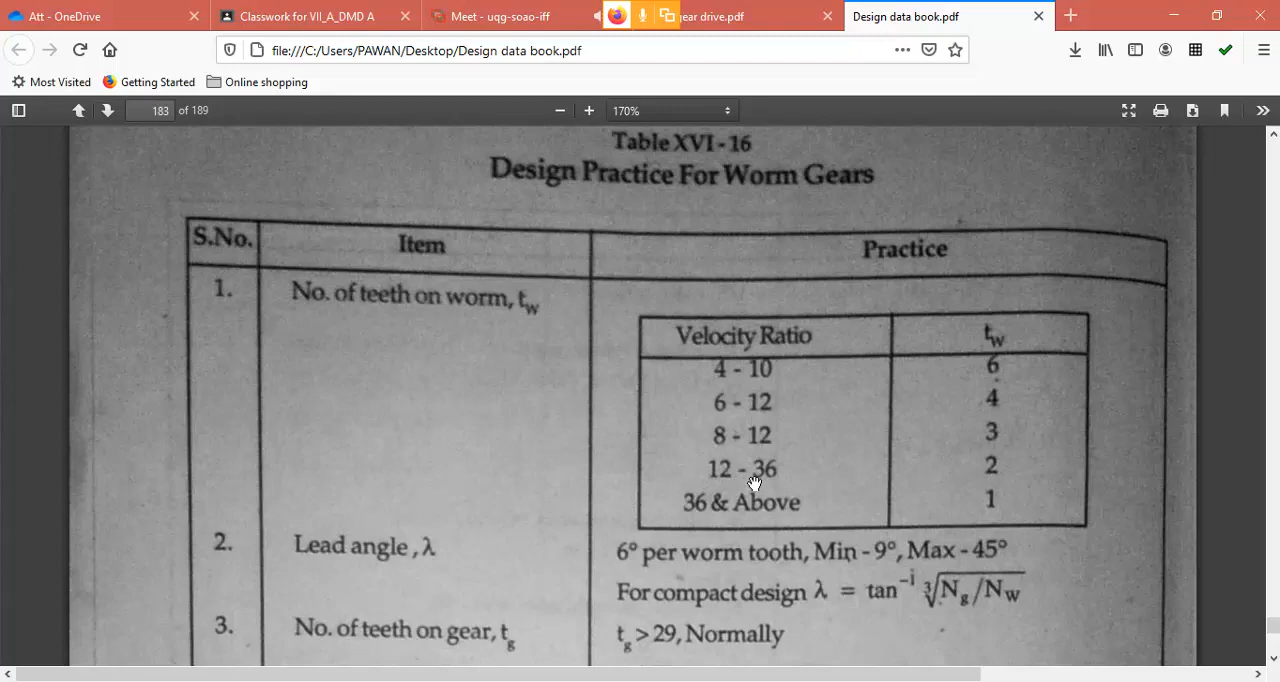 Att - OneDrive
Classwork for VII_A_DMD A
Meet - uqg-soao-iff
gear drive.pdf
Design data book.pdf
file:///C:/Users/PAWAN/Desktop/Design data book.pdf
Most Visited
Getting Started
Online shopping
183 of 189
170%
Table XVI - 16
Design Practice For Worm Gears
S.No. Item Practice
1. No. of teeth on worm, tw
Velocity Ratio tw
4 - 10 6
6 - 12 4
8 - 12 3
12 - 36 2
36 & Above 1
2. Lead angle , λ 6° per worm tooth, Min - 9°, Max - 45°
For compact design λ = tan⁻¹ ∛Ng/NW
3. No. of teeth on gear, tg tg > 29, Normally